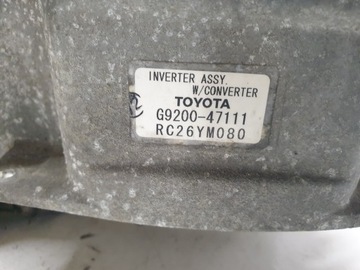 INVERTER ASSY.
W/CONVERTER
TOYOTA
G9200-47111
RC26YM080